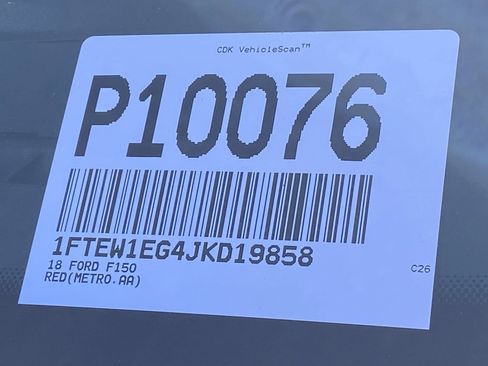 CDK VehicleScan™
P10076
1FTEW1EG4JKD19858
18 FORD F150
RED(METRO.AA)
C26